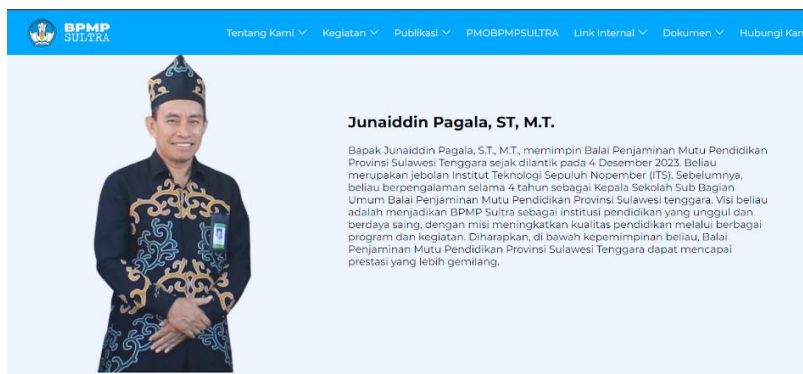 BPMP
SULTRA
Tentang Kami
Kegiatan
Publikasi
PMOBPMPSULTRA
Link Internal
Dokumen
Hubungi Kan
Junaiddin Pagala, ST, M.T.
Bapak Junaiddin Pagala, S.T., M.T., memimpin Balai Penjaminan Mutu Pendidikan
Provinsi Sulawesi Tenggara sejak dilantik pada 4 Desember 2023. Beliau
merupakan jebolan Institut Teknologi Sepuluh Nopember (ITS). Sebelumnya,
beliau berpengalaman selama 4 tahun sebagai Kepala Sekolah Sub Bagian
Umum Balai Penjaminan Mutu Pendidikan Provinsi Sulawesi tenggara. Visi beliau
adalah menjadikan BPMP Sultra sebagai institusi pendidikan yang unggul dan
berdaya saing, dengan misi meningkatkan kualitas pendidikan melalui berbagai
program dan kegiatan. Diharapkan, di bawah kepemimpinan beliau, Balai
Penjaminan Mutu Pendidikan Provinsi Sulawesi Tenggara dapat mencapai
prestasi yang lebih gemilang.